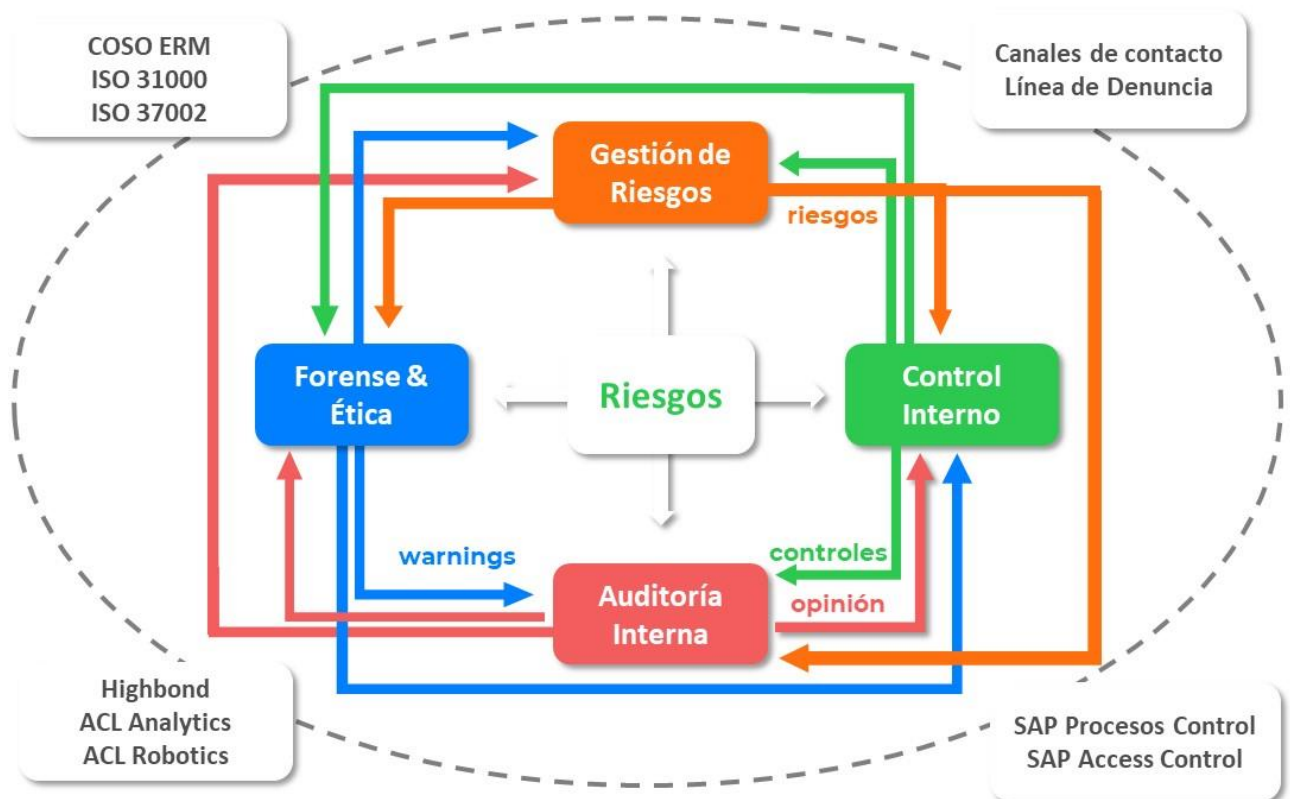 COSO ERM
ISO 31000
ISO 37002
Canales de contacto
Línea de Denuncia
Gestión de
Riesgos
riesgos
Forense &
Ética
Riesgos
Control
Interno
warnings
controles
Auditoría
Interna
opinión
Highbond
ACL Analytics
ACL Robotics
SAP Procesos Control
SAP Access Control